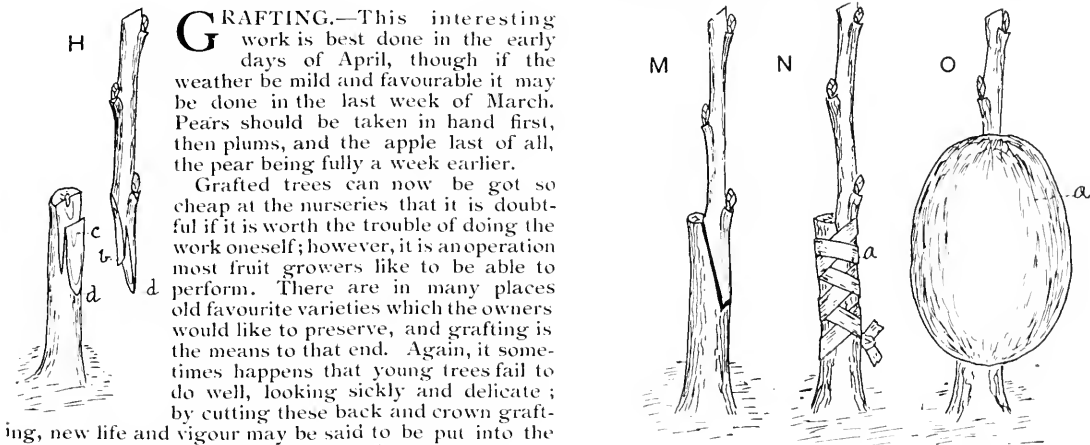 H
GRAFTING.—This interesting
work is best done in the early
days of April, though if the
weather be mild and favourable it may
be done in the last week of March.
Pears should be taken in hand first,
then plums, and the apple last of all,
the pear being fully a week earlier.
Grafted trees can now be got so
cheap at the nurseries that it is doubt-
ful if it is worth the trouble of doing the
work oneself; however, it is an operation
most fruit growers like to be able to
perform. There are in many places
old favourite varieties which the owners
would like to preserve, and grafting is
the means to that end. Again, it some-
times happens that young trees fail to
do well, looking sickly and delicate;
by cutting these back and crown graft-
ing, new life and vigour may be said to be put into the
c
b
d
d
M
N
O
a
a